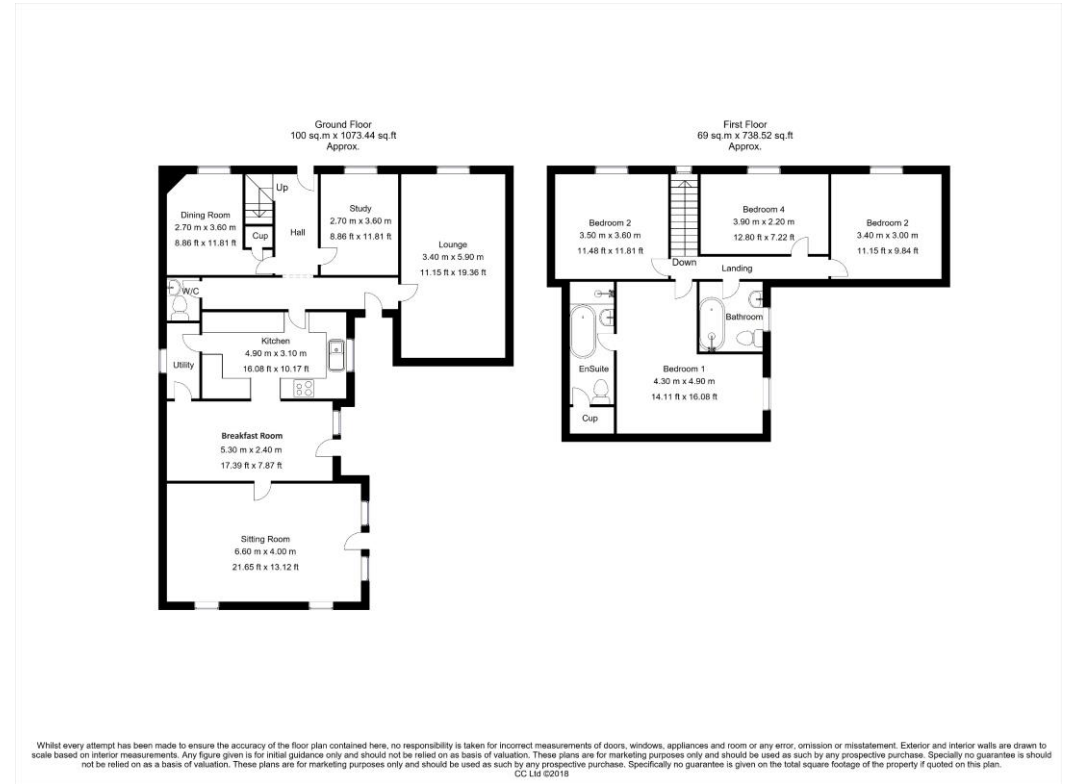 Ground Floor
100 sq.m x 1073.44 sq.ft
Approx.
Dining Room
2.70 m x 3.60 m
8.86 ft x 11.81 ft
Up
Cup
Hall
Study
2.70 m x 3.60 m
8.86 ft x 11.81 ft
Lounge
3.40 m x 5.90 m
11.15 ft x 19.36 ft
W/C
Utility
Kitchen
4.90 m x 3.10 m
16.08 ft x 10.17 ft
Breakfast Room
5.30 m x 2.40 m
17.39 ft x 7.87 ft
Sitting Room
6.60 m x 4.00 m
21.65 ft x 13.12 ft
First Floor
69 sq.m x 738.52 sq.ft
Approx.
Bedroom 2
3.50 m x 3.60 m
11.48 ft x 11.81 ft
Down
Bedroom 4
3.90 m x 2.20 m
12.80 ft x 7.22 ft
Landing
Bedroom 2
3.40 m x 3.00 m
11.15 ft x 9.84 ft
Bathroom
EnSuite
Cup
Bedroom 1
4.30 m x 4.90 m
14.11 ft x 16.08 ft
Whilst every attempt has been made to ensure the accuracy of the floor plan contained here, no responsibility is taken for incorrect measurements of doors, windows, appliances and room or any error, omission or misstatement. Exterior and interior walls are drawn to
scale based on interior measurements. Any figure given is for initial guidance only and should not be relied on as basis of valuation. These plans are for marketing purposes only and should be used as such by any prospective purchase. Specially no guarantee is should
not be relied on as a basis of valuation. These plans are for marketing purposes only and should be used as such by any prospective purchase. Specifically no guarantee is given on the total square footage of the property if quoted on this plan.
CC Ltd ©2018